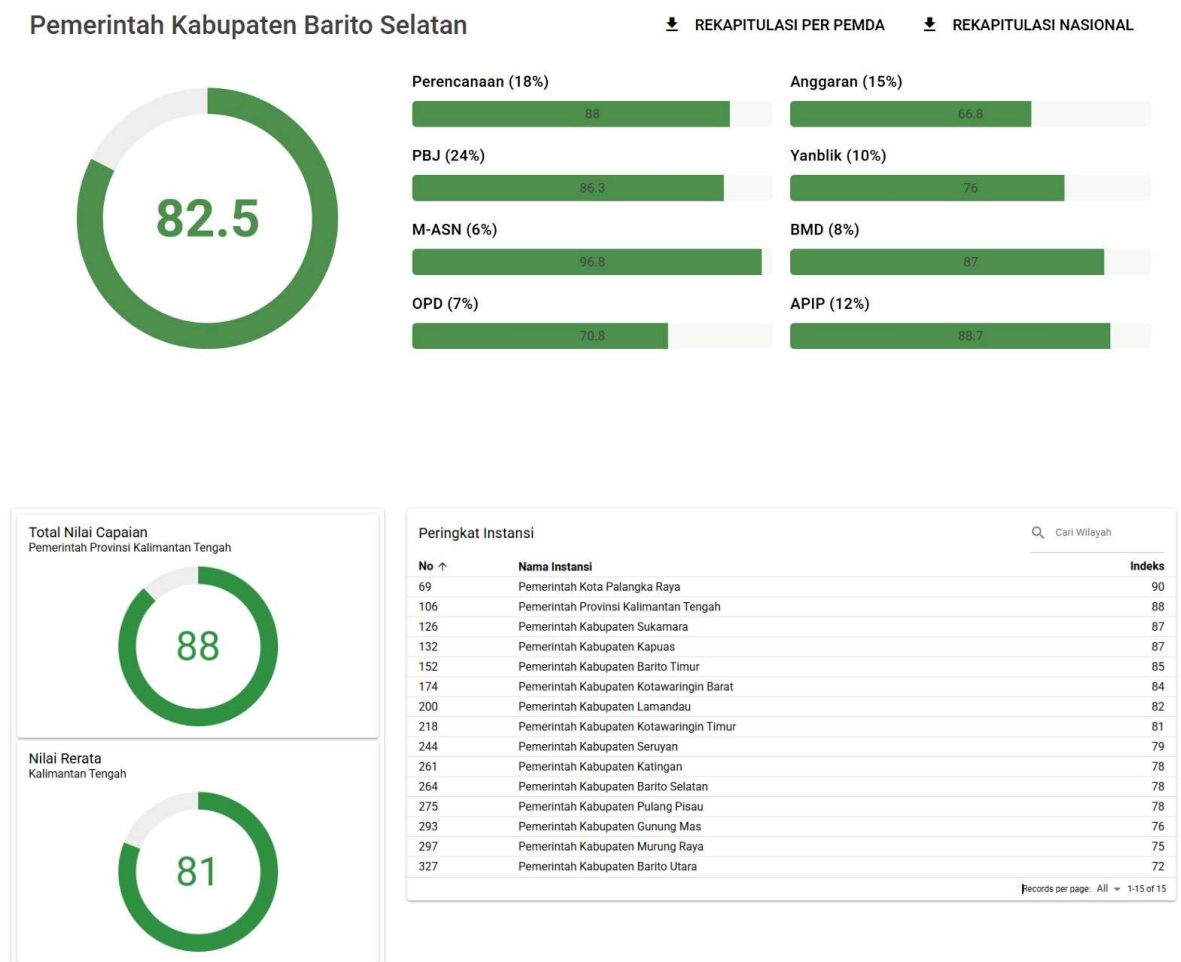 Pemerintah Kabupaten Barito Selatan
REKAPITULASI PER PEMDA
REKAPITULASI NASIONAL
82.5
Perencanaan (18%)
88
Anggaran (15%)
66.8
PBJ (24%)
86.3
Yanblik (10%)
76
M-ASN (6%)
96.8
BMD (8%)
87
OPD (7%)
70.8
APIP (12%)
88.7
Total Nilai Capaian
Pemerintah Provinsi Kalimantan Tengah
88
Nilai Rerata
Kalimantan Tengah
81
Peringkat Instansi
Cari Wilayah
No ↑ Nama Instansi Indeks
69 Pemerintah Kota Palangka Raya 90
106 Pemerintah Provinsi Kalimantan Tengah 88
126 Pemerintah Kabupaten Sukamara 87
132 Pemerintah Kabupaten Kapuas 87
152 Pemerintah Kabupaten Barito Timur 85
174 Pemerintah Kabupaten Kotawaringin Barat 84
200 Pemerintah Kabupaten Lamandau 82
218 Pemerintah Kabupaten Kotawaringin Timur 81
244 Pemerintah Kabupaten Seruyan 79
261 Pemerintah Kabupaten Katingan 78
264 Pemerintah Kabupaten Barito Selatan 78
275 Pemerintah Kabupaten Pulang Pisau 78
293 Pemerintah Kabupaten Gunung Mas 76
297 Pemerintah Kabupaten Murung Raya 75
327 Pemerintah Kabupaten Barito Utara 72
Records per page: All 1-15 of 15